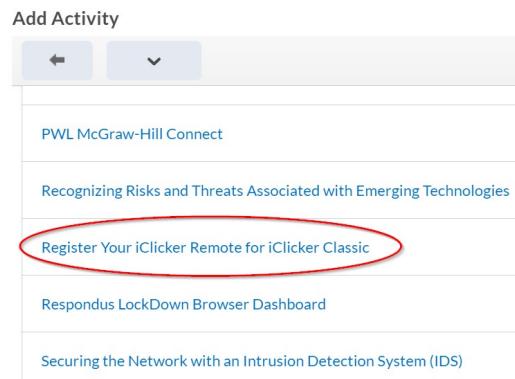 Add Activity
PWL McGraw-Hill Connect
Recognizing Risks and Threats Associated with Emerging Technologies
Register Your iClicker Remote for iClicker Classic
Respondus LockDown Browser Dashboard
Securing the Network with an Intrusion Detection System (IDS)